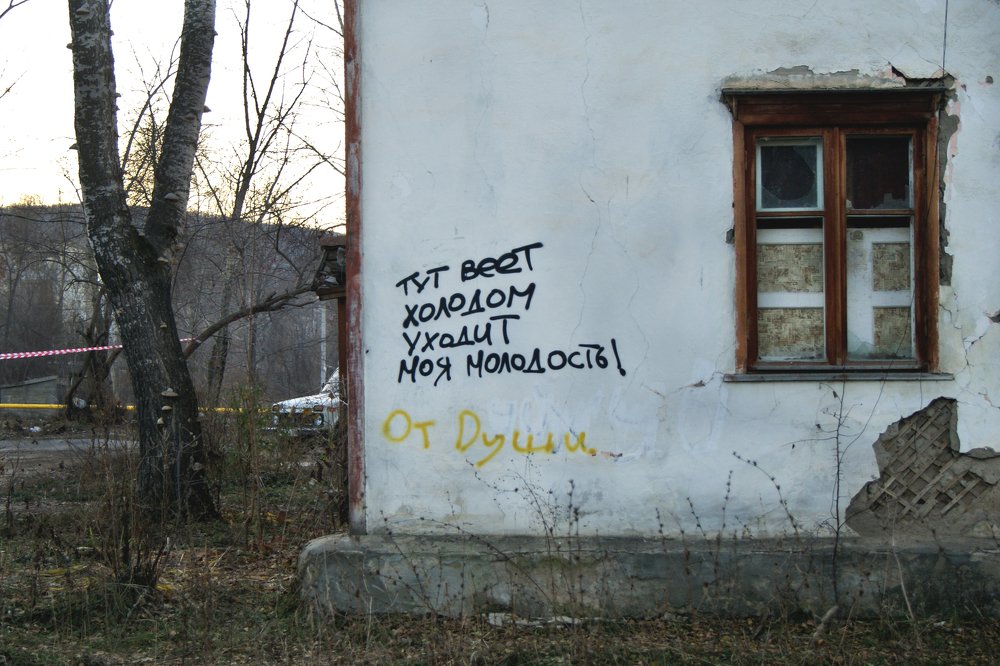 тут веет
холодом
уходит
моя молодость!
От Души.